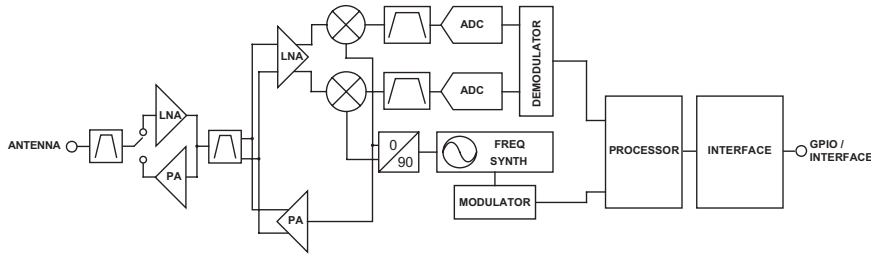 ANTENNA
LNA
PA
LNA
PA
ADC
ADC
DEMODULATOR
0
90
FREQ
SYNTH
MODULATOR
PROCESSOR
INTERFACE
GPIO /
INTERFACE